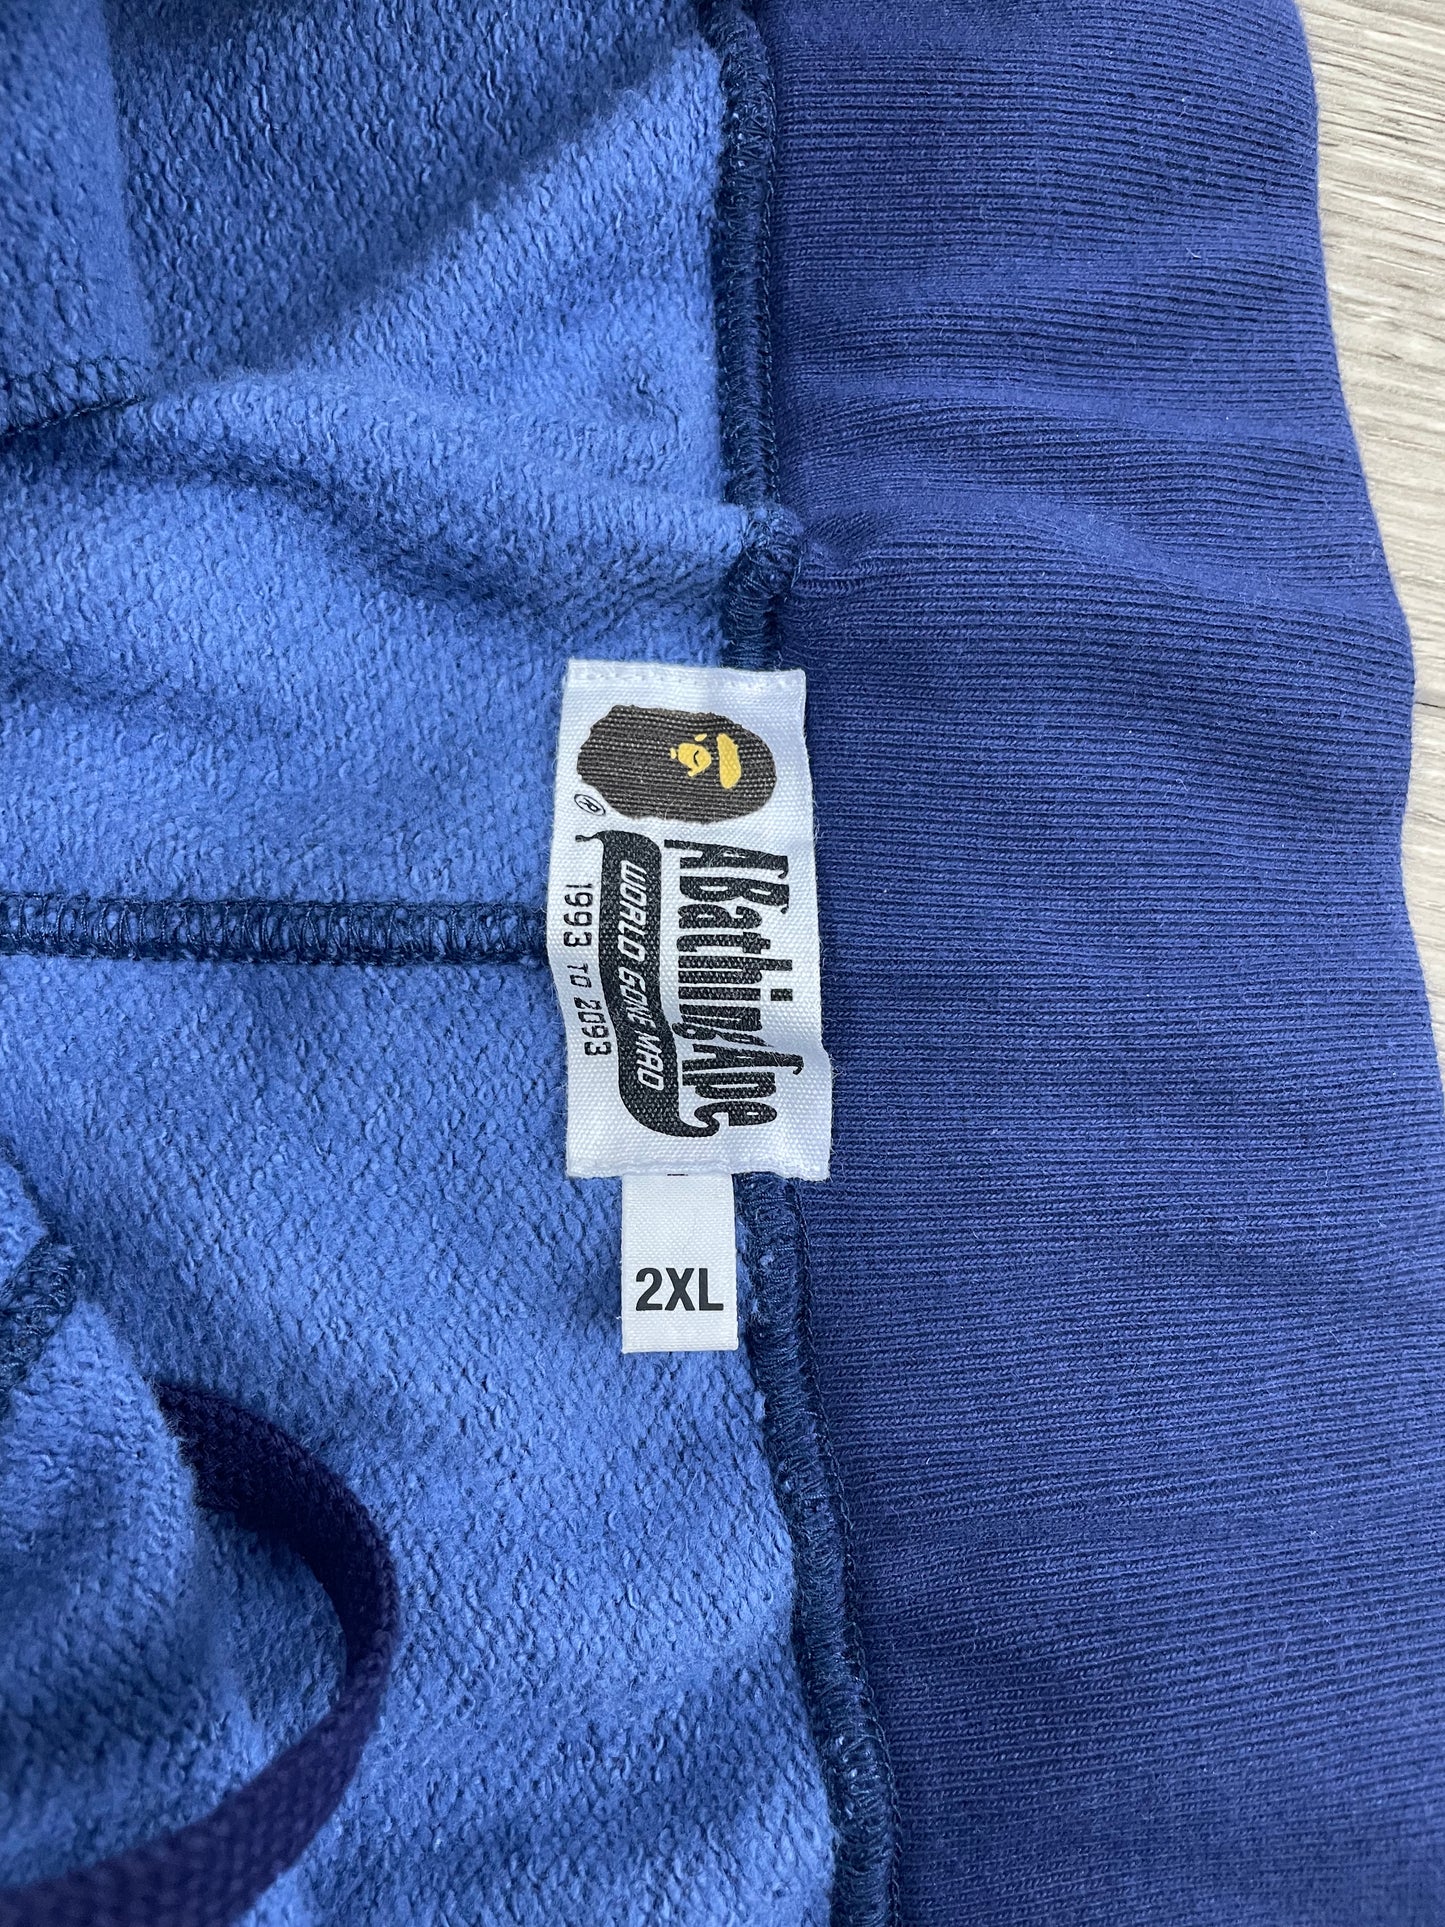 ®
A Bathing Ape
WORLD GONE MAD
1993 TO 2093
2XL